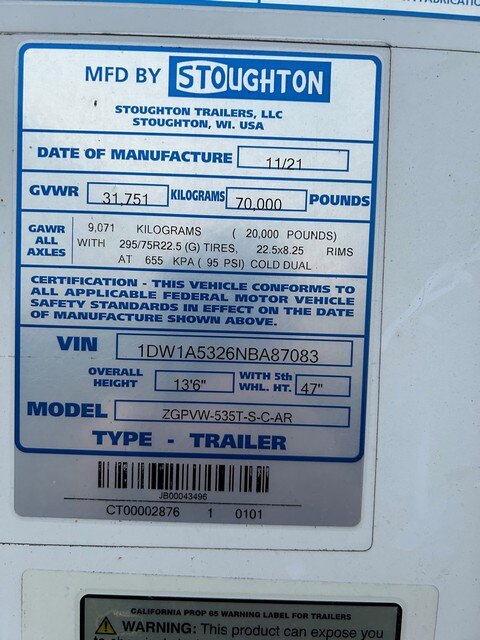 FABRICATIO
MFD BY STOUGHTON
STOUGHTON TRAILERS, LLC
STOUGHTON, WI. USA
DATE OF MANUFACTURE 11/21
GVWR 31,751 KILOGRAMS 70,000 POUNDS
GAWR ALL AXLES
9,071 KILOGRAMS ( 20,000 POUNDS)
WITH 295/75R22.5 (G) TIRES, 22.5x8.25 RIMS
AT 655 KPA ( 95 PSI) COLD DUAL
CERTIFICATION - THIS VEHICLE CONFORMS TO
ALL APPLICABLE FEDERAL MOTOR VEHICLE
SAFETY STANDARDS IN EFFECT ON THE DATE
OF MANUFACTURE SHOWN ABOVE.
VIN 1DW1A5326NBA87083
OVERALL HEIGHT 13'6" WITH 5th WHL. HT. 47"
MODEL ZGPVW-535T-S-C-AR
TYPE - TRAILER
JB00043496
CT00002876 1 0101
CALIFORNIA PROP 65 WARNING LABEL FOR TRAILERS
WARNING: This product can expose you